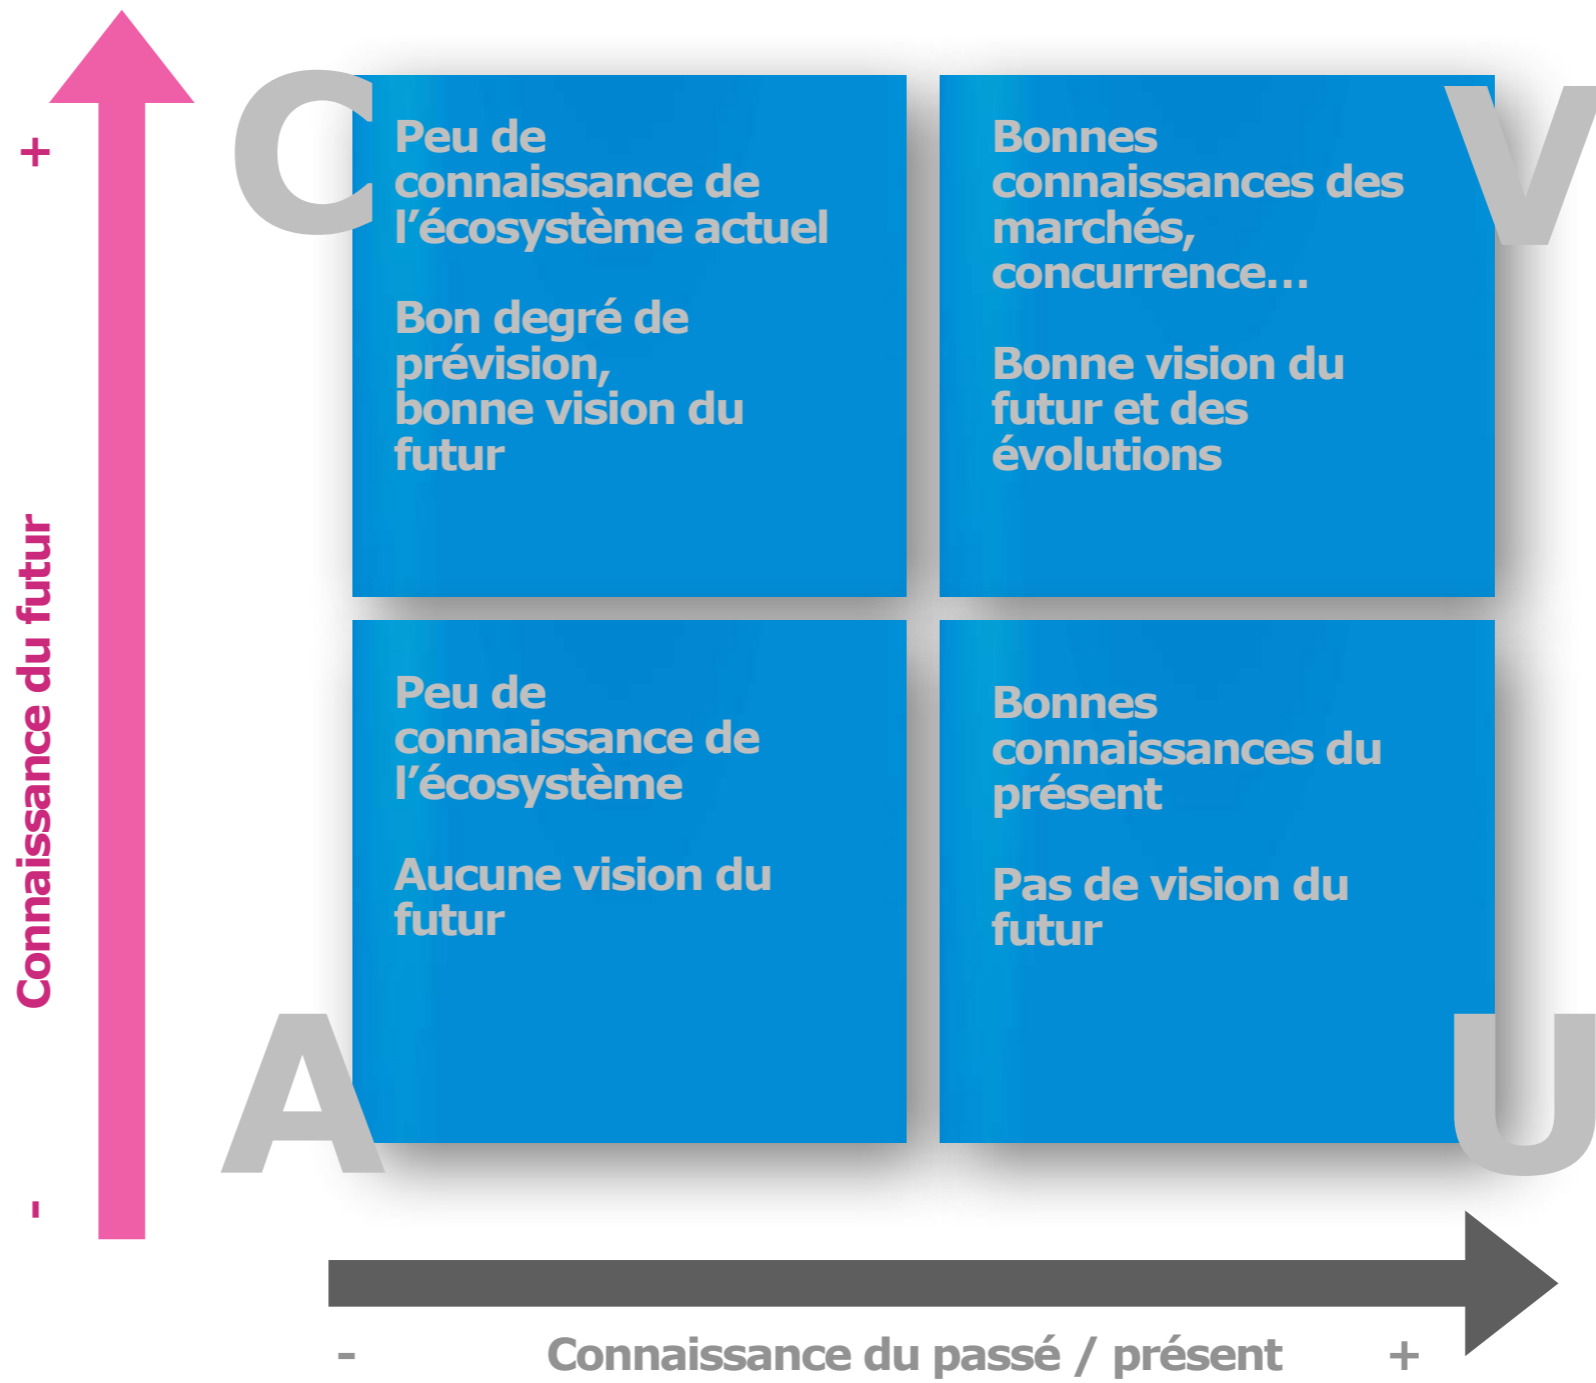 C
Peu de
connaissance de
l’écosystème actuel
Bon degré de
prévision,
bonne vision du
futur
V
Bonnes
connaissances des
marchés,
concurrence…
Bonne vision du
futur et des
évolutions
A
Peu de
connaissance de
l’écosystème
Aucune vision du
futur
U
Bonnes
connaissances du
présent
Pas de vision du
futur
- Connaissance du futur +
- Connaissance du passé / présent +